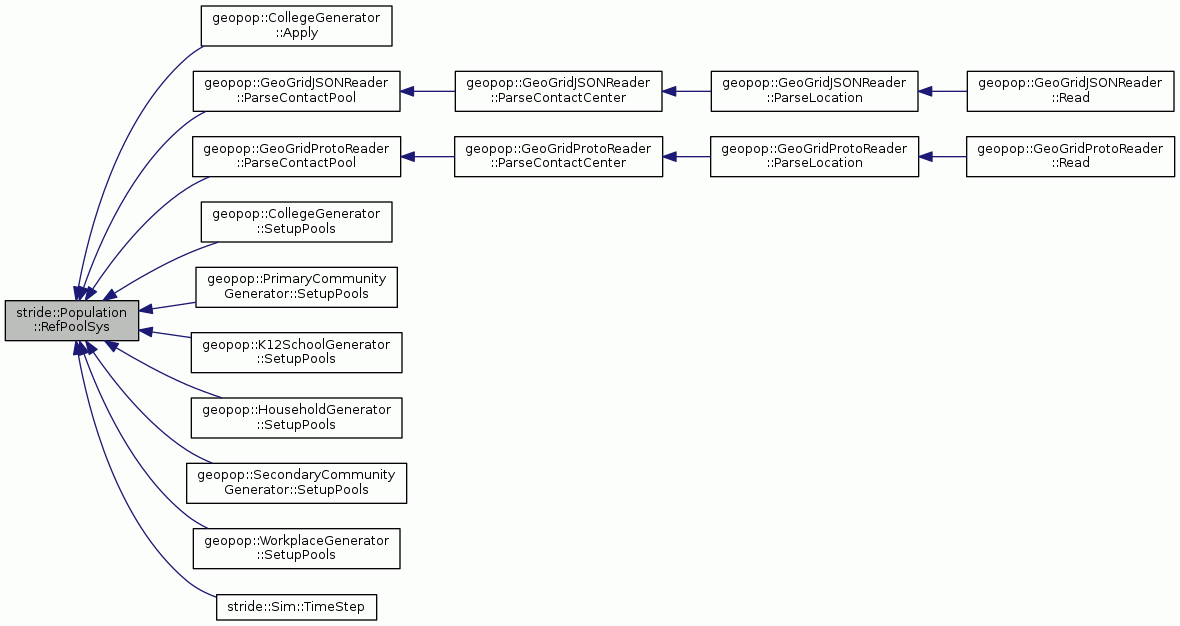 geopop::CollegeGenerator
::Apply
geopop::GeoGridJSONReader
::ParseContactPool
geopop::GeoGridJSONReader
::ParseContactCenter
geopop::GeoGridJSONReader
::ParseLocation
geopop::GeoGridJSONReader
::Read
geopop::GeoGridProtoReader
::ParseContactPool
geopop::GeoGridProtoReader
::ParseContactCenter
geopop::GeoGridProtoReader
::ParseLocation
geopop::GeoGridProtoReader
::Read
geopop::CollegeGenerator
::SetupPools
geopop::PrimaryCommunity
Generator::SetupPools
stride::Population
::RefPoolSys
geopop::K12SchoolGenerator
::SetupPools
geopop::HouseholdGenerator
::SetupPools
geopop::SecondaryCommunity
Generator::SetupPools
geopop::WorkplaceGenerator
::SetupPools
stride::Sim::TimeStep